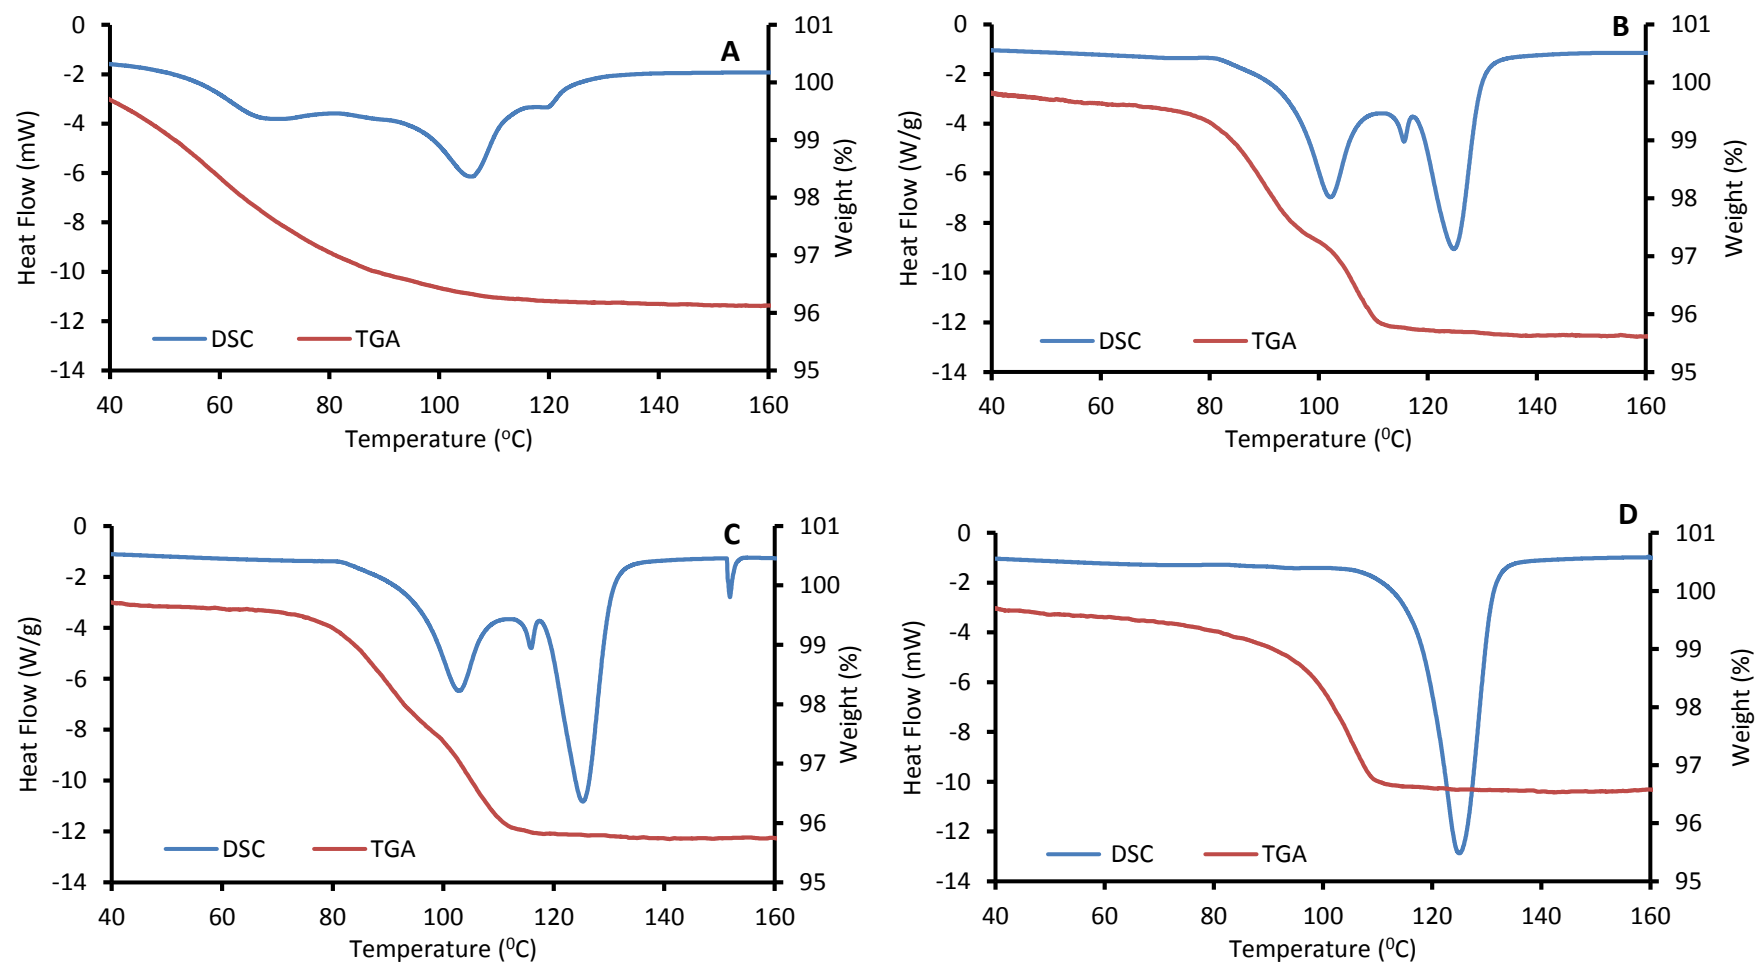 A
0
-2
-4
-6
-8
-10
-12
-14
Heat Flow (mW)
101
100
99
98
97
96
95
Weight (%)
DSC
TGA
40 60 80 100 120 140 160
Temperature (oC)
B
0
-2
-4
-6
-8
-10
-12
-14
Heat Flow (W/g)
101
100
99
98
97
96
95
Weight (%)
DSC
TGA
40 60 80 100 120 140 160
Temperature (⁰C)
C
0
-2
-4
-6
-8
-10
-12
-14
Heat Flow (W/g)
101
100
99
98
97
96
95
Weight (%)
DSC
TGA
40 60 80 100 120 140 160
Temperature (⁰C)
D
0
-2
-4
-6
-8
-10
-12
-14
Heat Flow (mW)
101
100
99
98
97
96
95
Weight (%)
DSC
TGA
40 60 80 100 120 140 160
Temperature (⁰C)